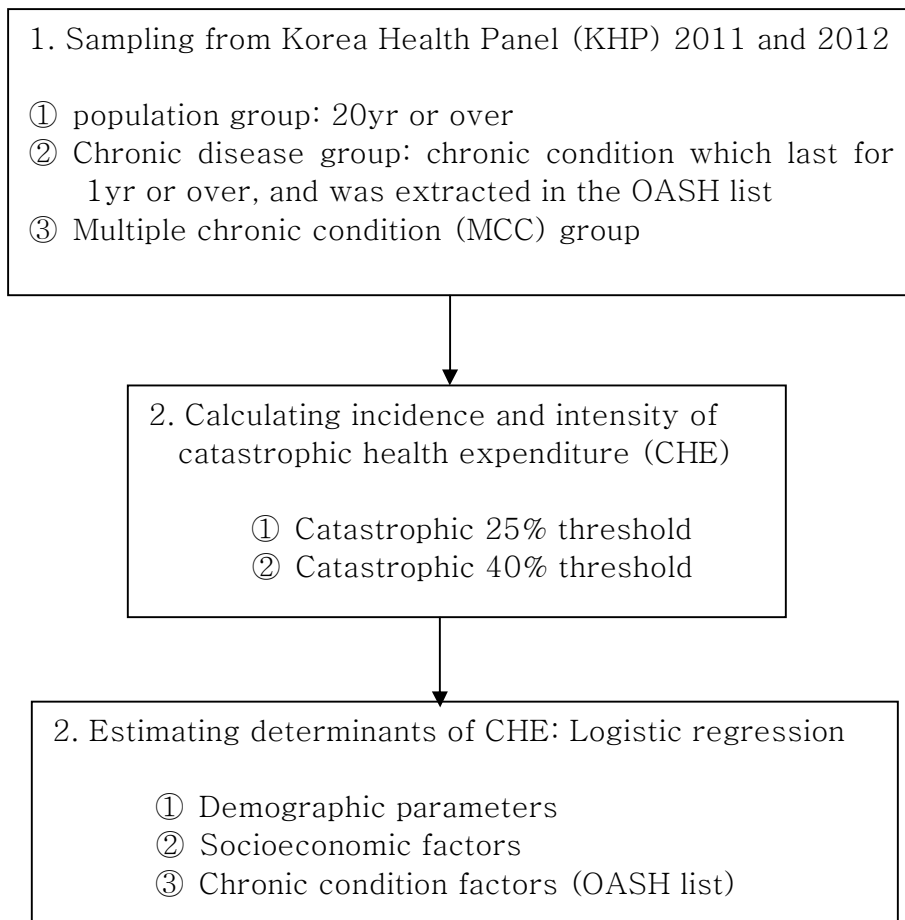 1. Sampling from Korea Health Panel (KHP) 2011 and 2012
① population group: 20yr or over
② Chronic disease group: chronic condition which last for
1yr or over, and was extracted in the OASH list
③ Multiple chronic condition (MCC) group
2. Calculating incidence and intensity of
catastrophic health expenditure (CHE)
① Catastrophic 25% threshold
② Catastrophic 40% threshold
2. Estimating determinants of CHE: Logistic regression
① Demographic parameters
② Socioeconomic factors
③ Chronic condition factors (OASH list)